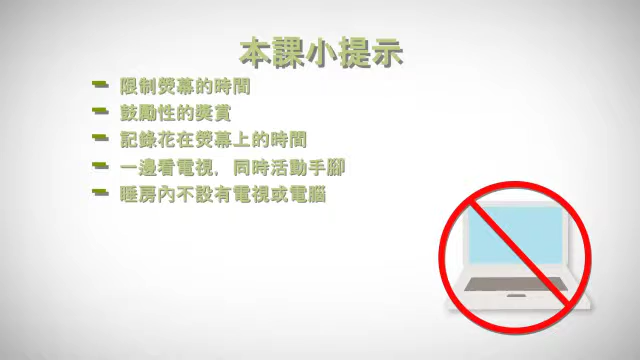 本課小提示
限制熒幕的時間
鼓勵性的獎賞
記錄花在熒幕上的時間
一邊看電視，同時活動手腳
睡房內不設有電視或電腦